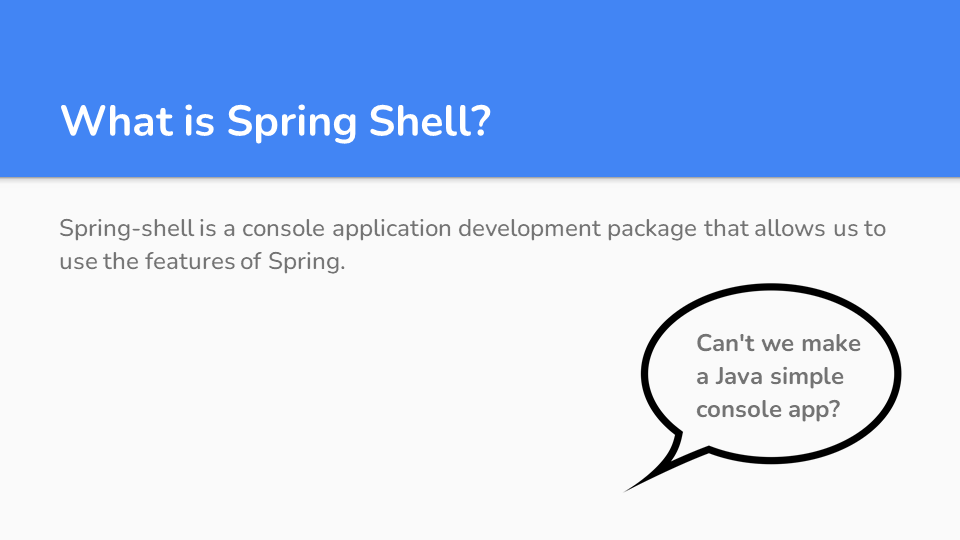 What is Spring Shell?
Spring-shell is a console application development package that allows us to
use the features of Spring.
Can't we make
a Java simple
console app?